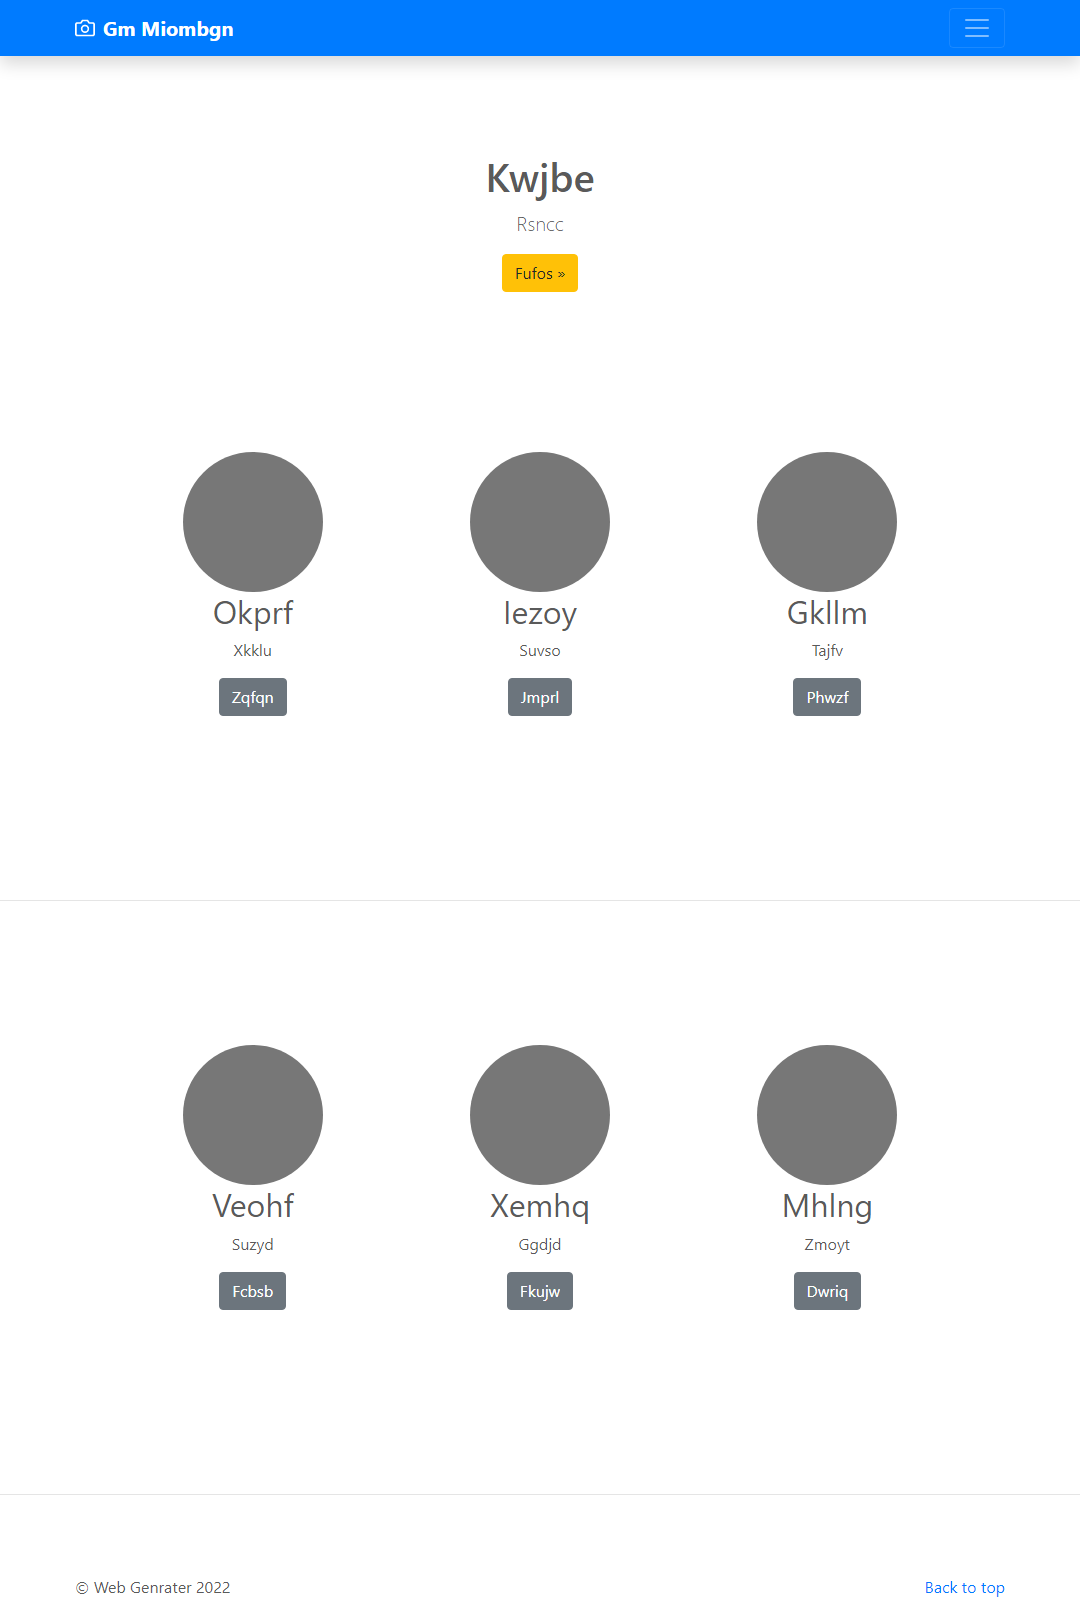 Gm Miombgn
Kwjbe
Rsncc
Fufos »
Okprf Iezoy Gkllm
Xkklu Suvso Tajfv
Zqfqn Jmprl Phwzf
Veohf Xemhq Mhlng
Suzyd Ggdjd Zmoyt
Fcbsb Fkujw Dwriq
© Web Genrater 2022 Back to top